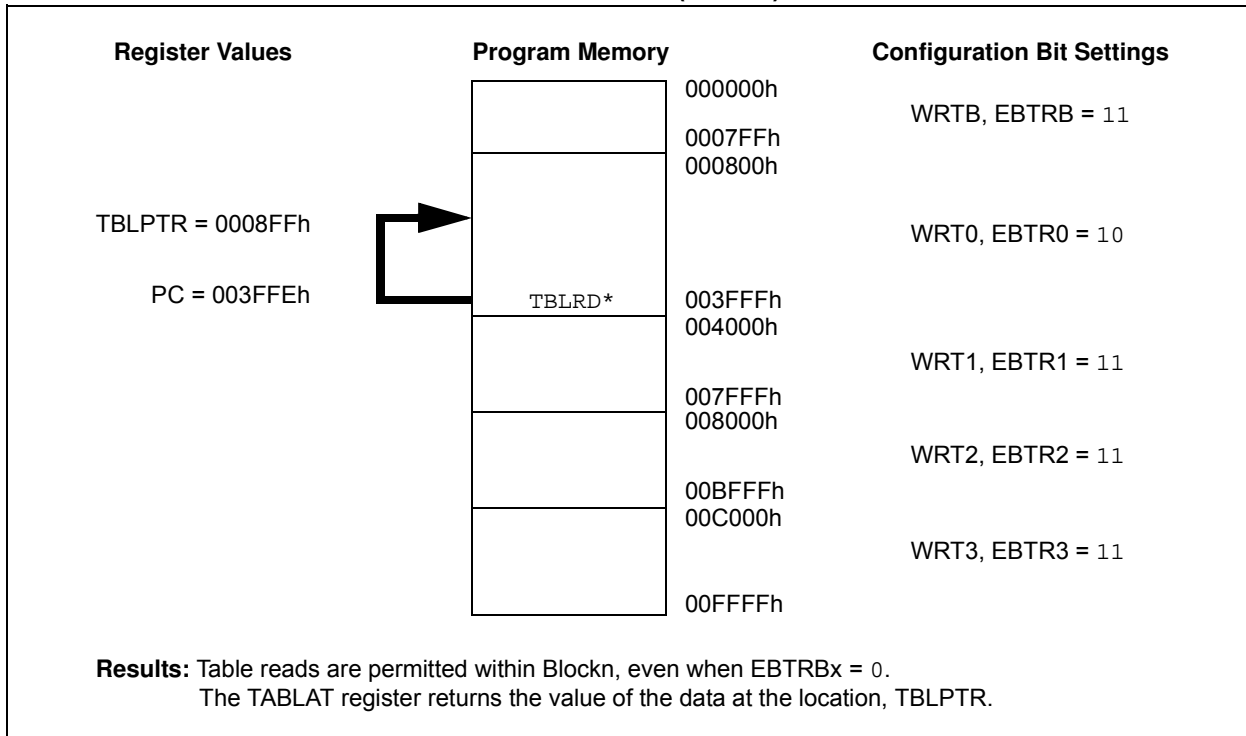 Register Values Program Memory Configuration Bit Settings
000000h
WRTB, EBTRB = 11
0007FFh
000800h
TBLPTR = 0008FFh
WRT0, EBTR0 = 10
PC = 003FFEh TBLRD* 003FFFh
004000h
WRT1, EBTR1 = 11
007FFFh
008000h
WRT2, EBTR2 = 11
00BFFFh
00C000h
WRT3, EBTR3 = 11
00FFFFh
Results: Table reads are permitted within Blockn, even when EBTRBx = 0.
The TABLAT register returns the value of the data at the location, TBLPTR.